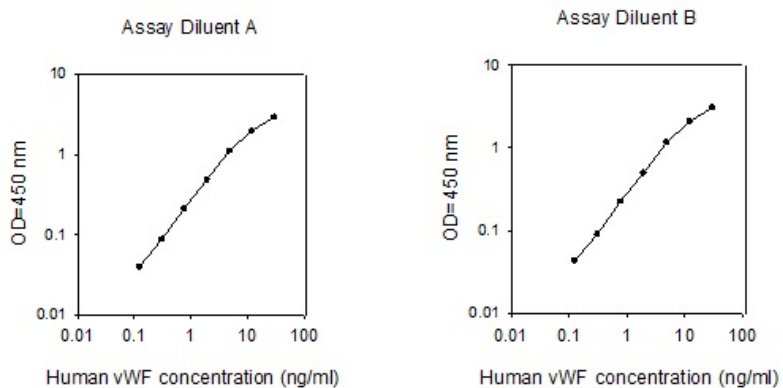 Assay Diluent A
10
1
0.1
0.01
OD=450 nm
0.01 0.1 1 10 100
Human vWF concentration (ng/ml)
Assay Diluent B
10
1
0.1
0.01
OD=450 nm
0.01 0.1 1 10 100
Human vWF concentration (ng/ml)